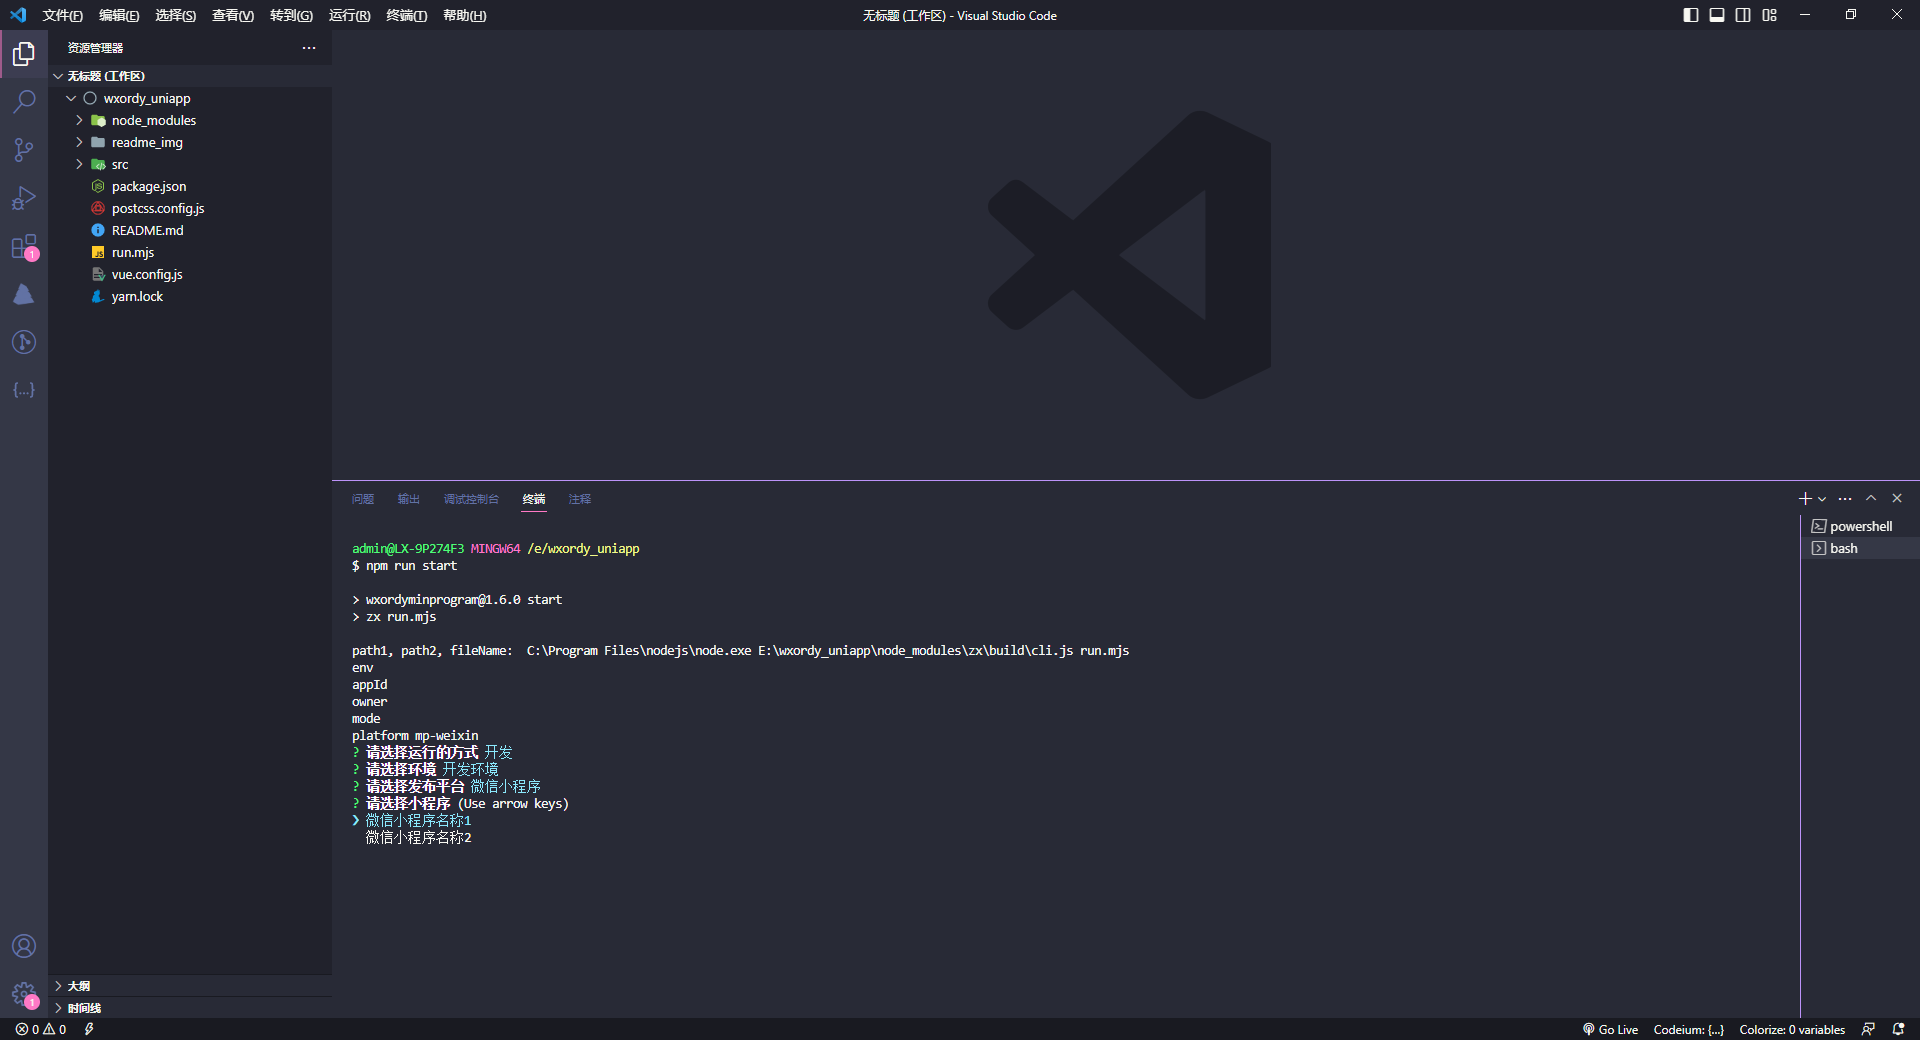 文件(F) 编辑(E) 选择(S) 查看(V) 转到(G) 运行(R) 终端(T) 帮助(H) 无标题 (工作区) - Visual Studio Code
资源管理器
无标题 (工作区)
wxordy_uniapp
node_modules
readme_img
src
package.json
postcss.config.js
README.md
run.mjs
vue.config.js
yarn.lock
1
{...}
1
大纲
时间线
问题 输出 调试控制台 终端 注释
admin@LX-9P274F3 MINGW64 /e/wxordy_uniapp
$ npm run start
> wxordyminprogram@1.6.0 start
> zx run.mjs
path1, path2, fileName:  C:\Program Files\nodejs\node.exe E:\wxordy_uniapp\node_modules\zx\build\cli.js run.mjs
env
appId
owner
mode
platform mp-weixin
? 请选择运行的方式 开发
? 请选择环境 开发环境
? 请选择发布平台 微信小程序
? 请选择小程序 (Use arrow keys)
❯ 微信小程序名称1
微信小程序名称2
powershell
bash
0 0 Go Live Codeium: {...} Colorize: 0 variables